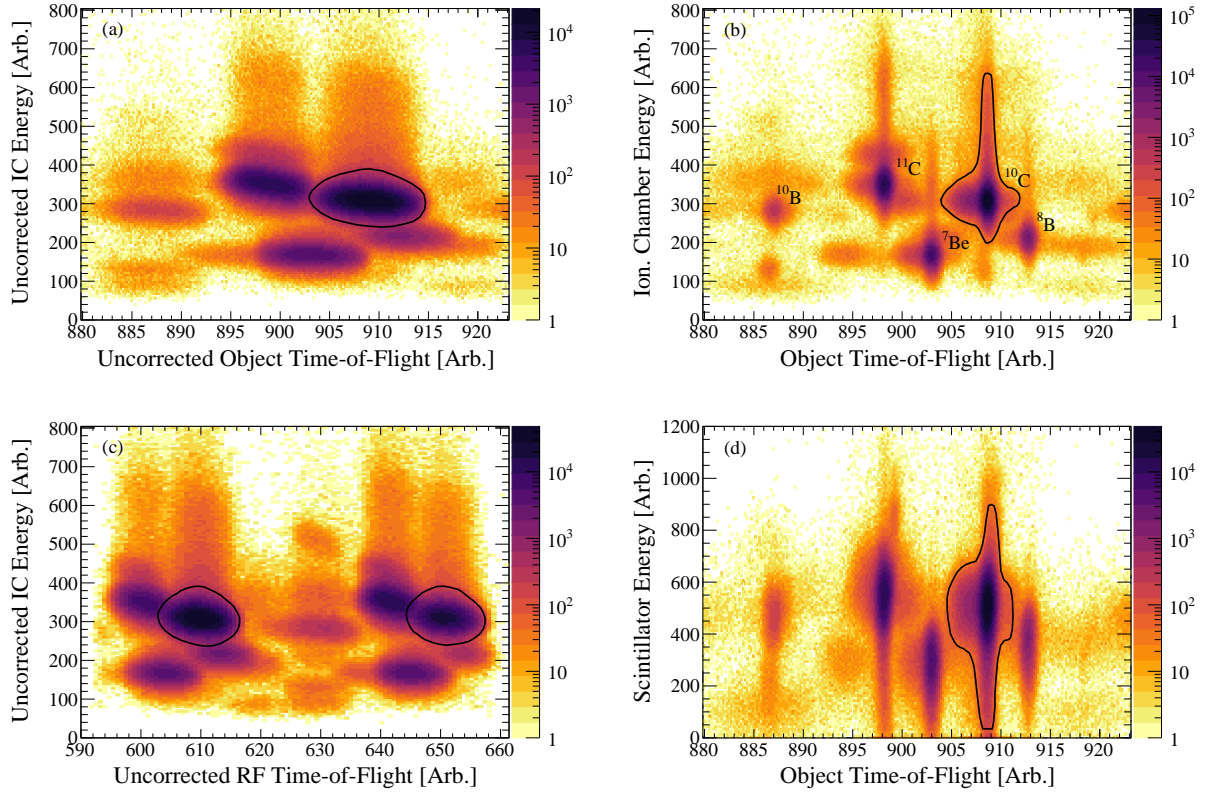 (a)
Uncorrected IC Energy [Arb.]
800
700
600
500
400
300
200
100
0
880 885 890 895 900 905 910 915 920
Uncorrected Object Time-of-Flight [Arb.]
10⁴
10³
10²
10
1
(b)
Ion. Chamber Energy [Arb.]
800
700
600
500
400
300
200
100
0
¹¹C
¹⁰C
¹⁰B
⁸B
⁷Be
880 885 890 895 900 905 910 915 920
Object Time-of-Flight [Arb.]
10⁵
10⁴
10³
10²
10
1
(c)
Uncorrected IC Energy [Arb.]
800
700
600
500
400
300
200
100
0
590 600 610 620 630 640 650 660
Uncorrected RF Time-of-Flight [Arb.]
10⁴
10³
10²
10
1
(d)
Scintillator Energy [Arb.]
1200
1000
800
600
400
200
0
880 885 890 895 900 905 910 915 920
Object Time-of-Flight [Arb.]
10⁴
10³
10²
10
1